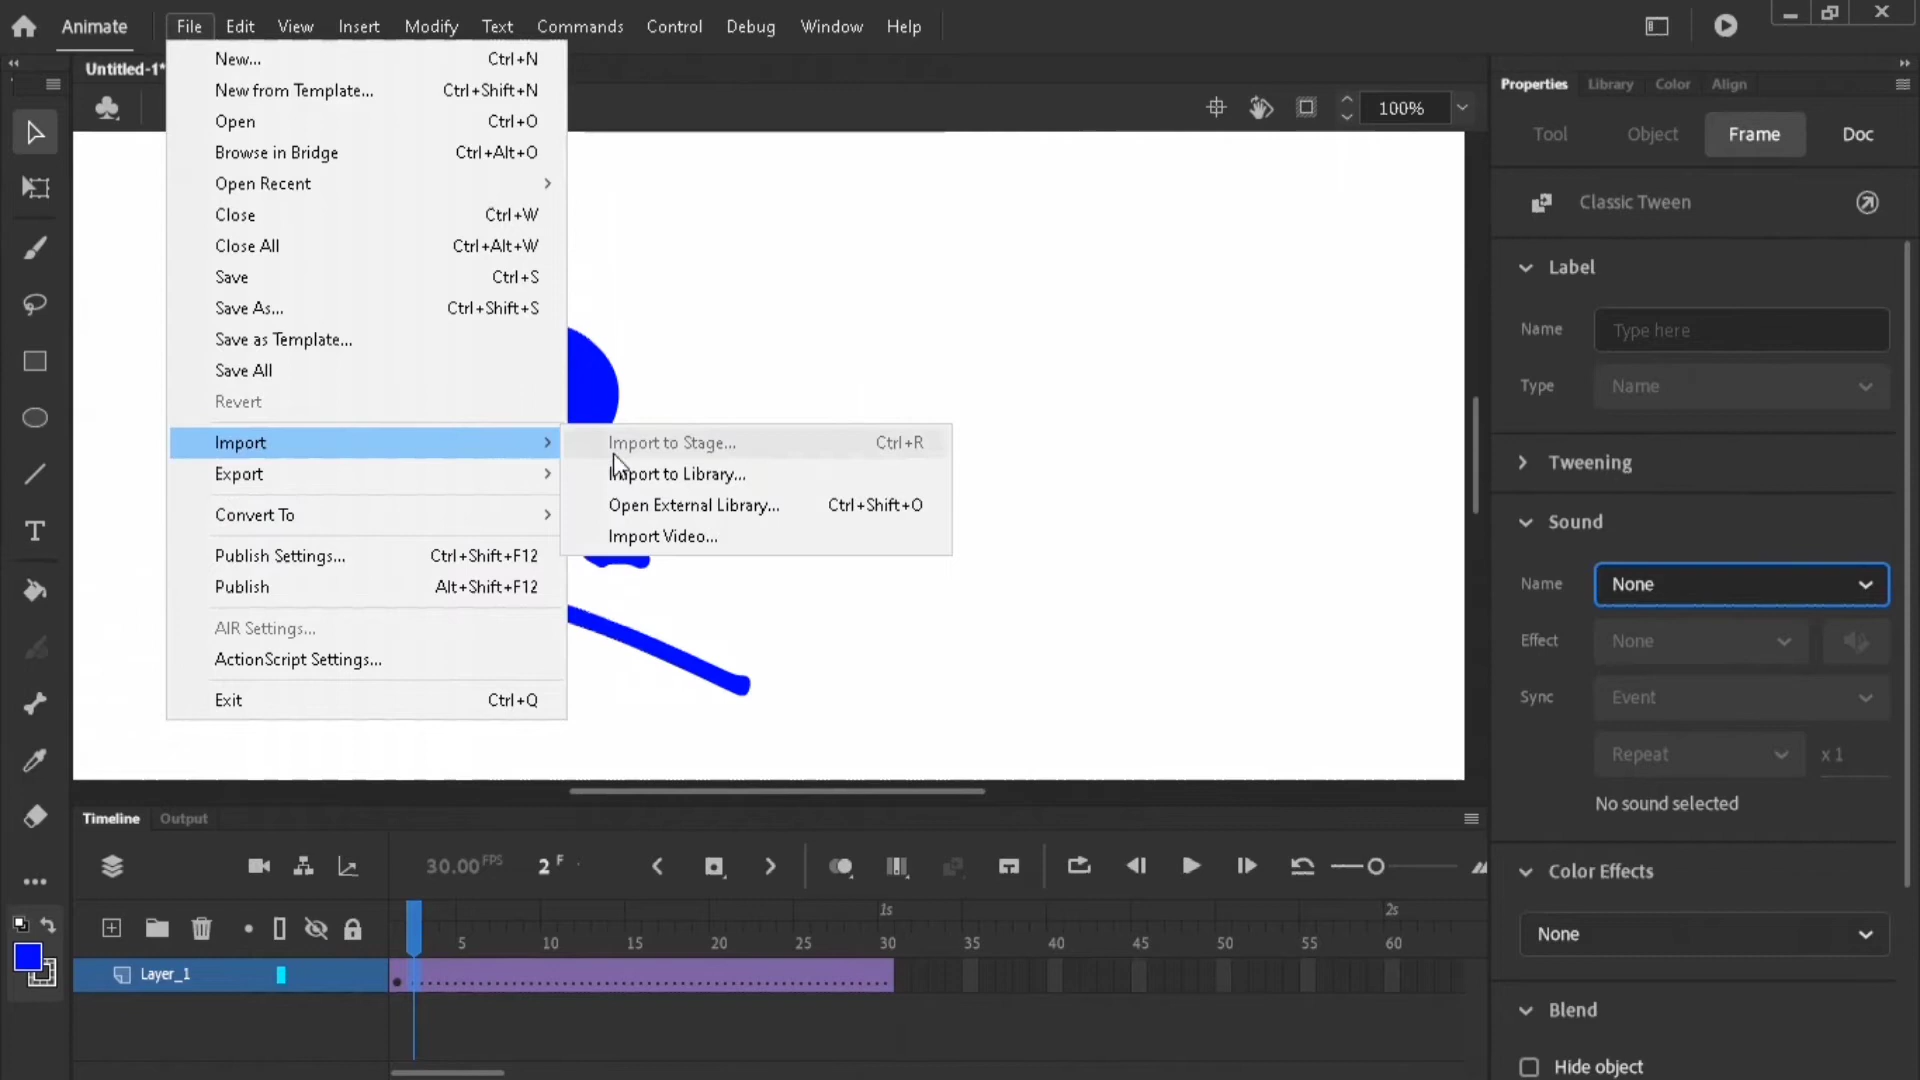 Animate File Edit View Insert Modify Text Commands Control Debug Window Help
Untitled-1*
100%
New... Ctrl+N
New from Template... Ctrl+Shift+N
Open Ctrl+O
Browse in Bridge Ctrl+Alt+O
Open Recent
Close Ctrl+W
Close All Ctrl+Alt+W
Save Ctrl+S
Save As... Ctrl+Shift+S
Save as Template...
Save All
Revert
Import
Export
Convert To
Publish Settings... Ctrl+Shift+F12
Publish Alt+Shift+F12
AIR Settings...
ActionScript Settings...
Exit Ctrl+Q
Import to Stage... Ctrl+R
Import to Library...
Open External Library... Ctrl+Shift+O
Import Video...
Properties Library Color Align
Tool Object Frame Doc
Classic Tween
Label
Name Type here
Type Name
Tweening
Sound
Name None
Effect None
Sync Event
Repeat x 1
No sound selected
Color Effects
None
Blend
Hide object
Timeline Output
30.00 FPS 2 F
1s 2s
5 10 15 20 25 30 35 40 45 50 55 60
Layer_1